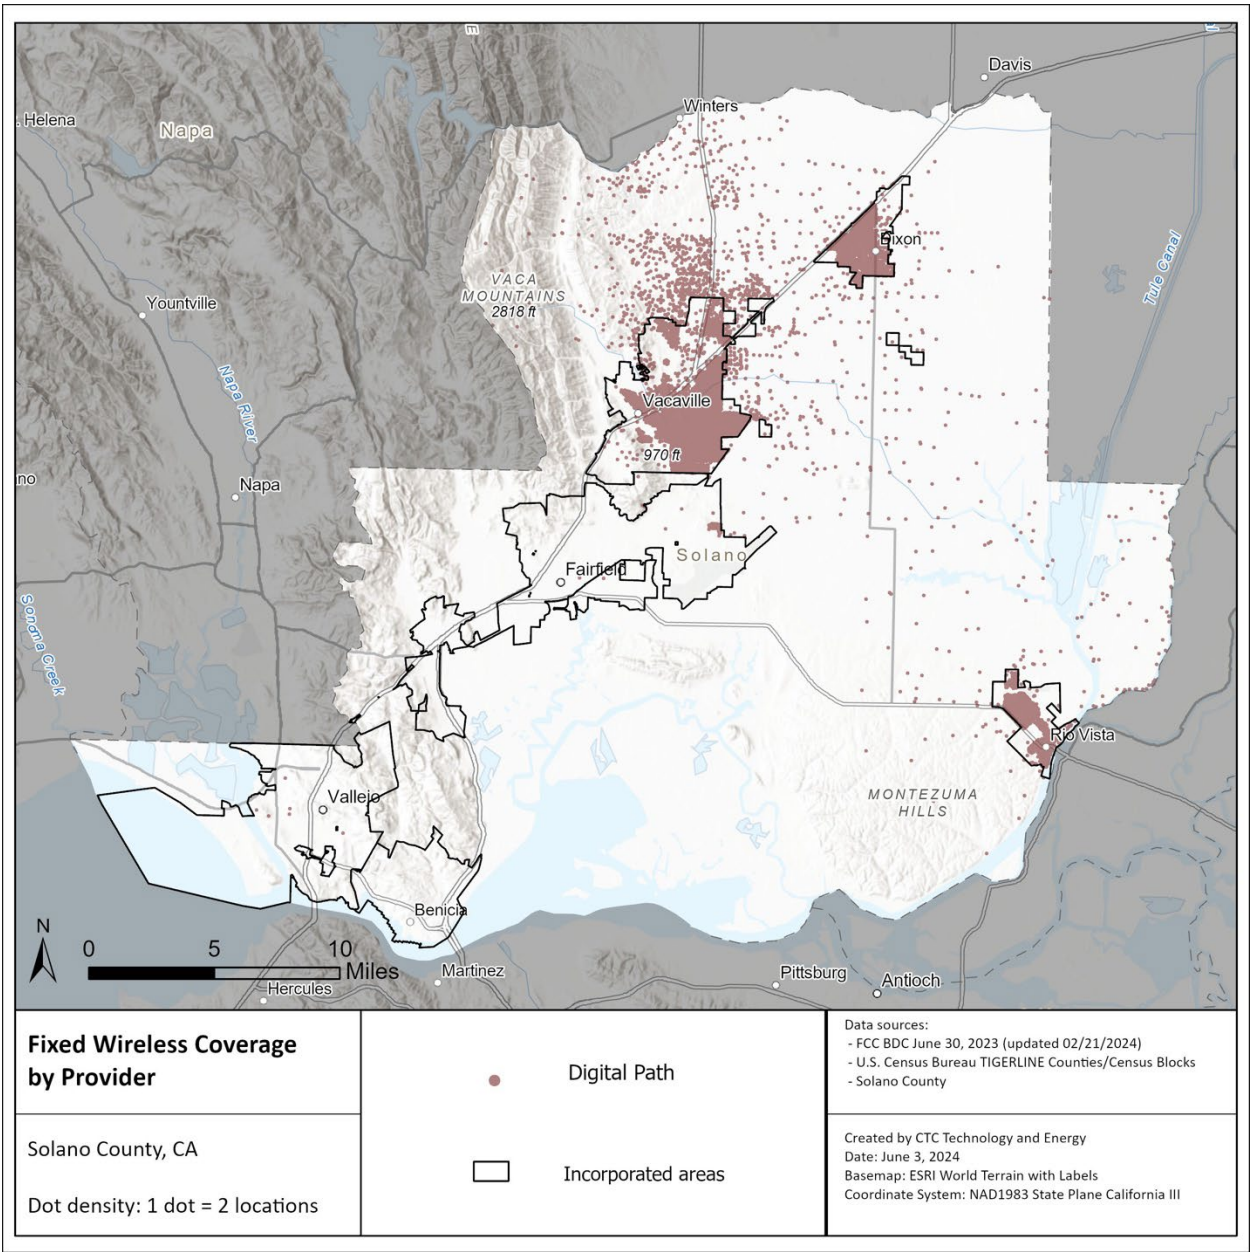 E
Davis
Winters
. Helena
Napa
Dixon
Tule Canal
VACA
MOUNTAINS
2818 ft
Yountville
Napa River
Vacaville
970 ft
no
Napa
Solano
Fairfield
Sonoma Creek
Rio Vista
MONTEZUMA
HILLS
Vallejo
Benicia
N
0 5 10
Miles
Martinez
Pittsburg
Antioch
Hercules
Fixed Wireless Coverage
by Provider
Solano County, CA
Dot density: 1 dot = 2 locations
Digital Path
Incorporated areas
Data sources:
- FCC BDC June 30, 2023 (updated 02/21/2024)
- U.S. Census Bureau TIGERLINE Counties/Census Blocks
- Solano County
Created by CTC Technology and Energy
Date: June 3, 2024
Basemap: ESRI World Terrain with Labels
Coordinate System: NAD1983 State Plane California III